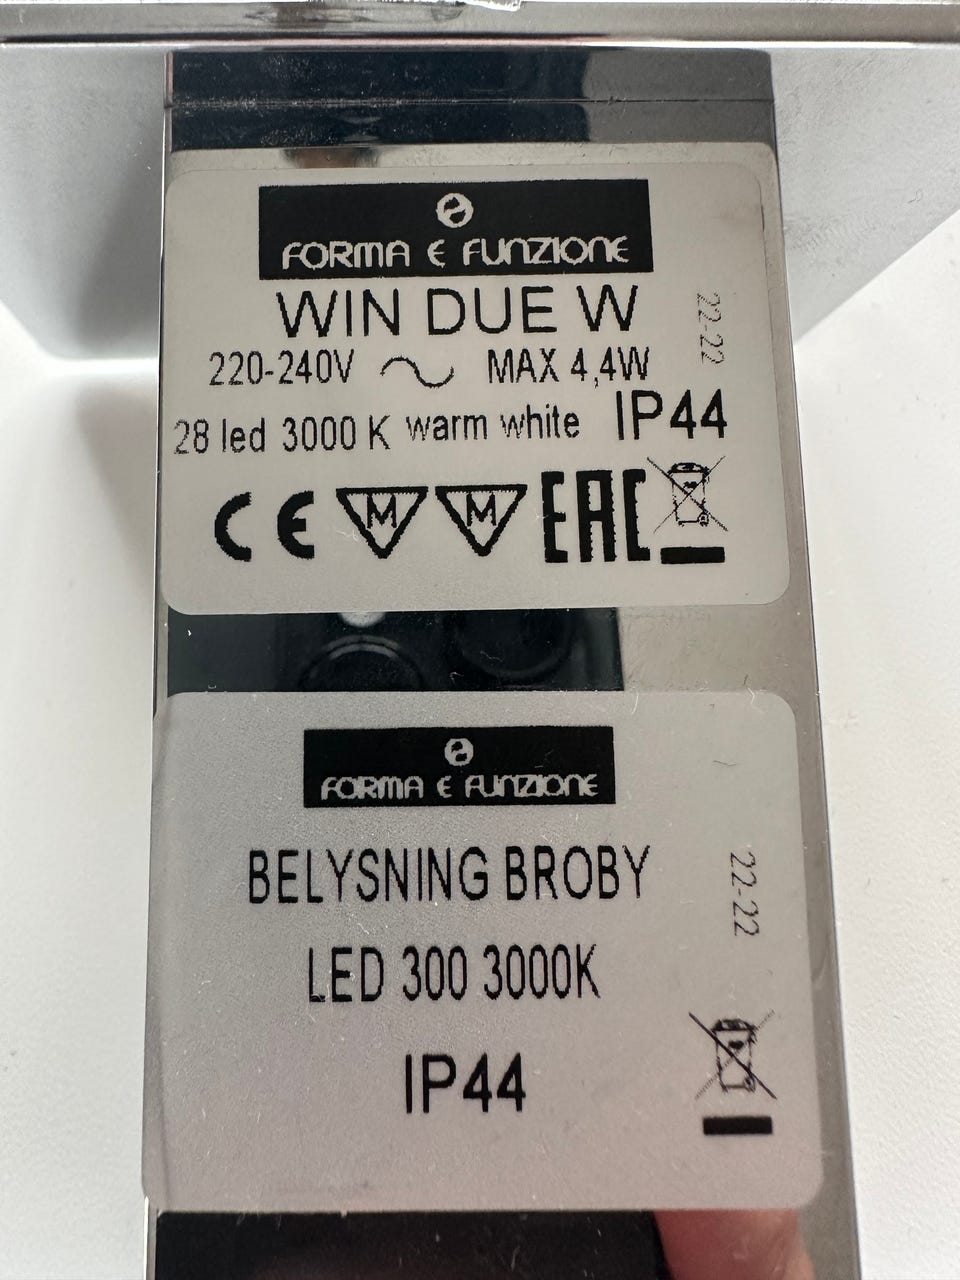 FORMA E FUNZIONE
WIN DUE W
220-240V MAX 4,4W
28 led 3000 K warm white IP44
22-22
CE M M EAC
FORMA E FUNZIONE
BELYSNING BROBY
LED 300 3000K
IP44
22-22